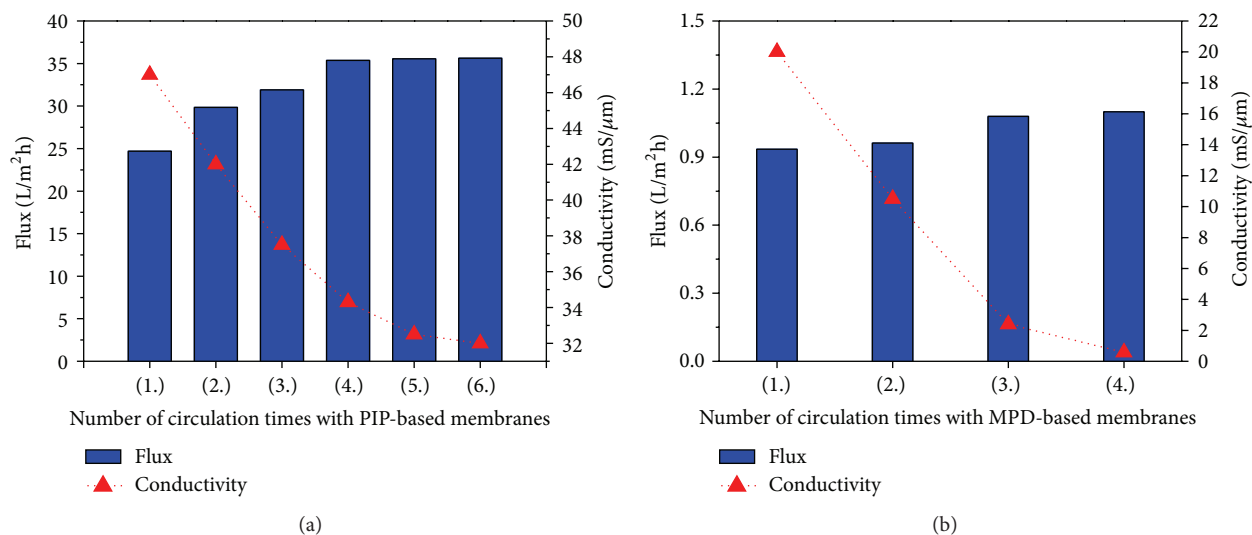 40
35
30
25
20
15
10
5
0
Flux (L/m²h)
50
48
46
44
42
40
38
36
34
32
Conductivity (mS/μm)
(1.) (2.) (3.) (4.) (5.) (6.)
Number of circulation times with PIP-based membranes
Flux
Conductivity
(a)
1.5
1.2
0.9
0.6
0.3
0.0
Flux (L/m²h)
22
20
18
16
14
12
10
8
6
4
2
0
Conductivity (mS/μm)
(1.) (2.) (3.) (4.)
Number of circulation times with MPD-based membranes
Flux
Conductivity
(b)